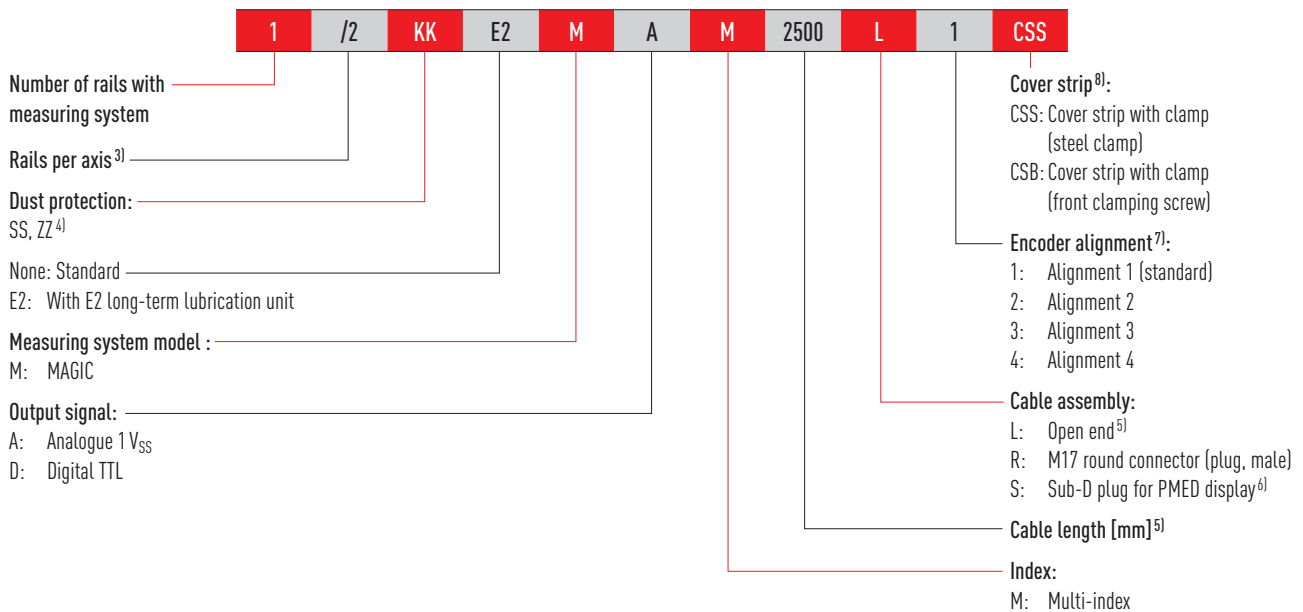 1 /2 KK E2 M A M 2500 L 1 CSS
Number of rails with
measuring system
Rails per axis 3)
Dust protection:
SS, ZZ 4)
None: Standard
E2: With E2 long-term lubrication unit
Measuring system model :
M: MAGIC
Output signal:
A: Analogue 1 VSS
D: Digital TTL
Cover strip 8):
CSS: Cover strip with clamp
(steel clamp)
CSB: Cover strip with clamp
(front clamping screw)
Encoder alignment 7):
1: Alignment 1 (standard)
2: Alignment 2
3: Alignment 3
4: Alignment 4
Cable assembly:
L: Open end 5)
R: M17 round connector (plug, male)
S: Sub-D plug for PMED display 6)
Cable length [mm] 5)
Index:
M: Multi-index